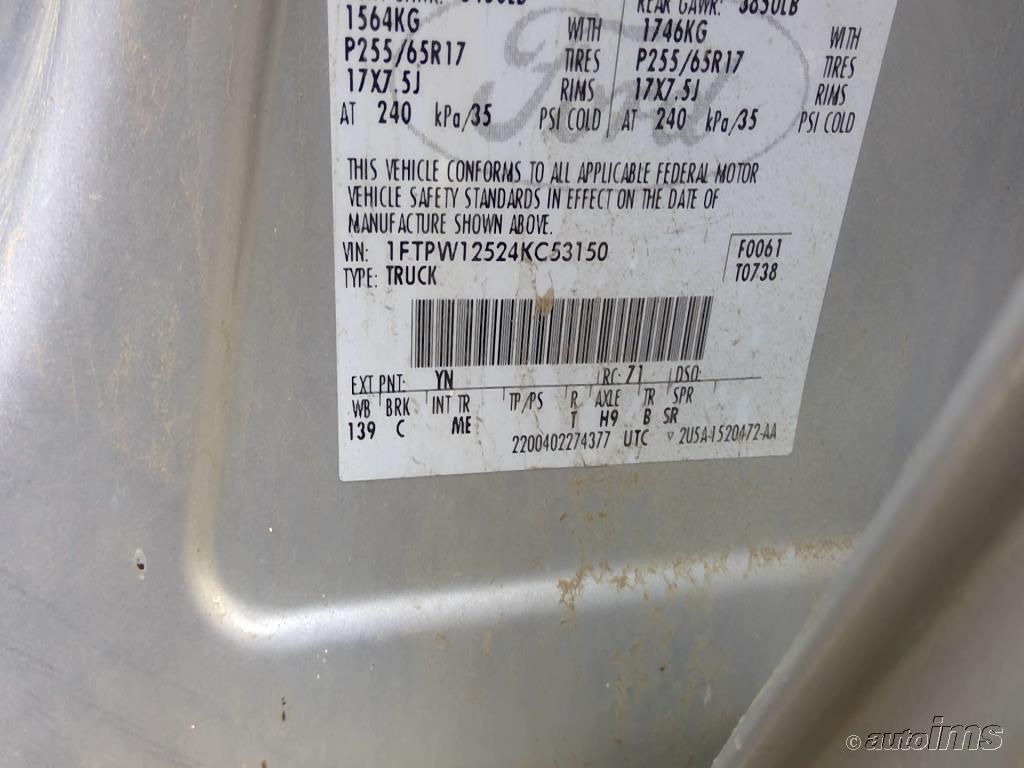 REAR GAWR: 3850LB
1564KG WITH 1746KG WITH
P255/65R17 TIRES P255/65R17 TIRES
17X7.5J RIMS 17X7.5J RIMS
AT 240 kPa/35 PSI COLD AT 240 kPa/35 PSI COLD
Ford
THIS VEHICLE CONFORMS TO ALL APPLICABLE FEDERAL MOTOR
VEHICLE SAFETY STANDARDS IN EFFECT ON THE DATE OF
MANUFACTURE SHOWN ABOVE.
VIN: 1FTPW12524KC53150 F0061
TYPE: TRUCK T0738
EXT PNT: YN RC: 71 DSO:
WB BRK INT TR TP/PS R AXLE TR SPR
139 C ME T H9 B SR
2200402274377 UTC ▽ 2U5A-1520472-AA
© autoims